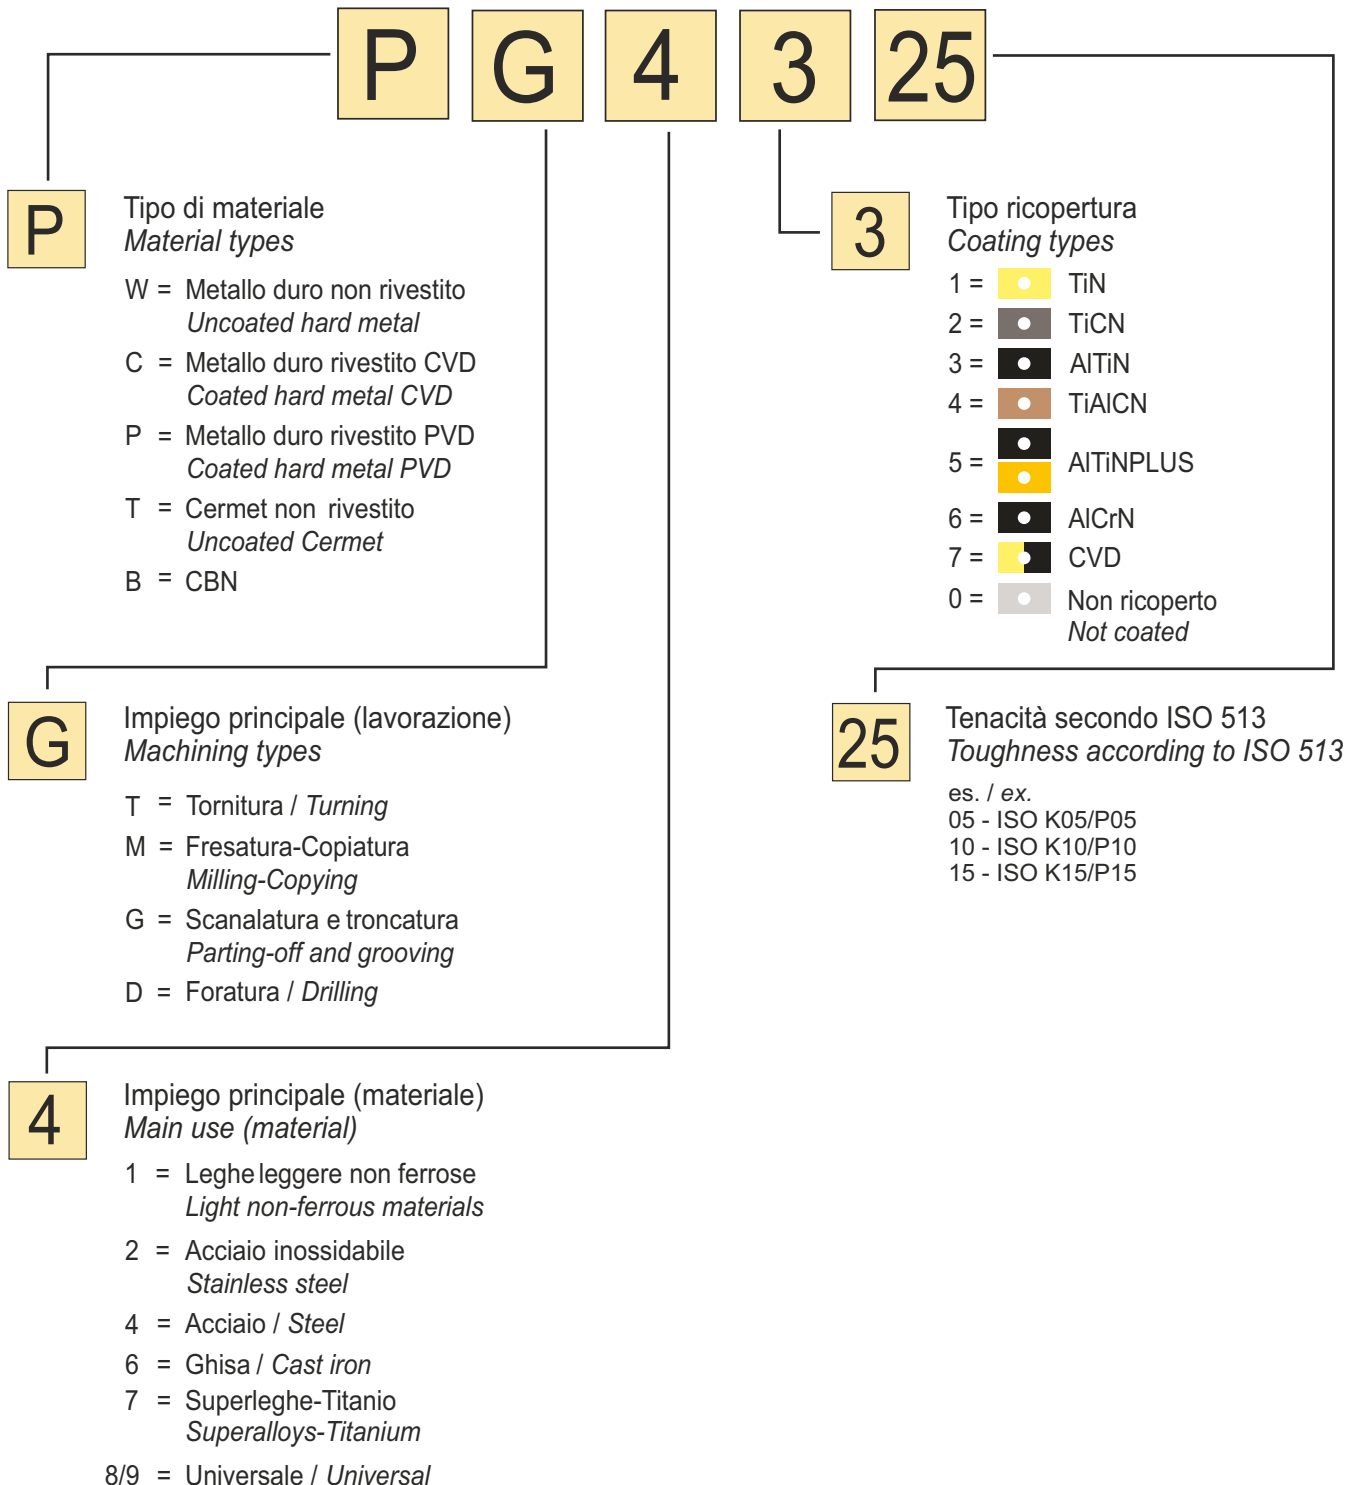 P G 4 3 25
P
Tipo di materiale
Material types
W = Metallo duro non rivestito
Uncoated hard metal
C = Metallo duro rivestito CVD
Coated hard metal CVD
P = Metallo duro rivestito PVD
Coated hard metal PVD
T = Cermet non rivestito
Uncoated Cermet
B = CBN
3
Tipo ricopertura
Coating types
1 = TiN
2 = TiCN
3 = AlTiN
4 = TiAlCN
5 = AlTiNPLUS
6 = AlCrN
7 = CVD
0 = Non ricoperto
Not coated
G
Impiego principale (lavorazione)
Machining types
T = Tornitura / Turning
M = Fresatura-Copiatura
Milling-Copying
G = Scanalatura e troncatura
Parting-off and grooving
D = Foratura / Drilling
25
Tenacità secondo ISO 513
Toughness according to ISO 513
es. / ex.
05 - ISO K05/P05
10 - ISO K10/P10
15 - ISO K15/P15
4
Impiego principale (materiale)
Main use (material)
1 = Leghe leggere non ferrose
Light non-ferrous materials
2 = Acciaio inossidabile
Stainless steel
4 = Acciaio / Steel
6 = Ghisa / Cast iron
7 = Superleghe-Titanio
Superalloys-Titanium
8/9 = Universale / Universal